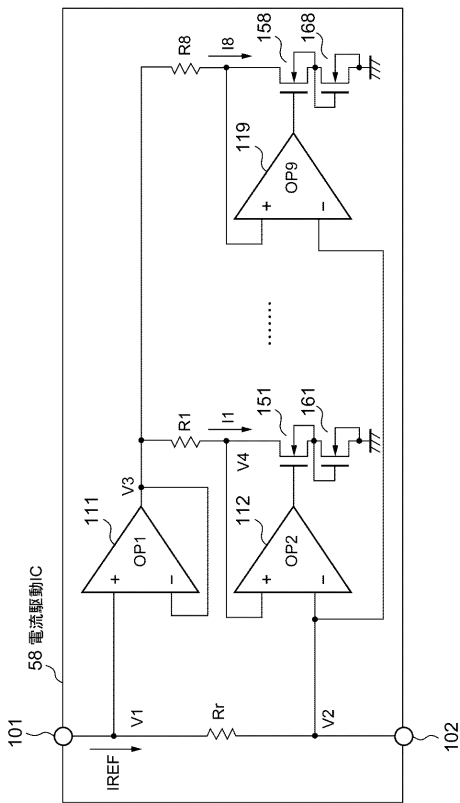 58 電流駆動IC
101
IREF
V1
Rr
V2
102
111
OP1
+
−
V3
R1
I1
V4
112
OP2
+
−
151
161
........
R8
I8
119
OP9
+
−
158
168